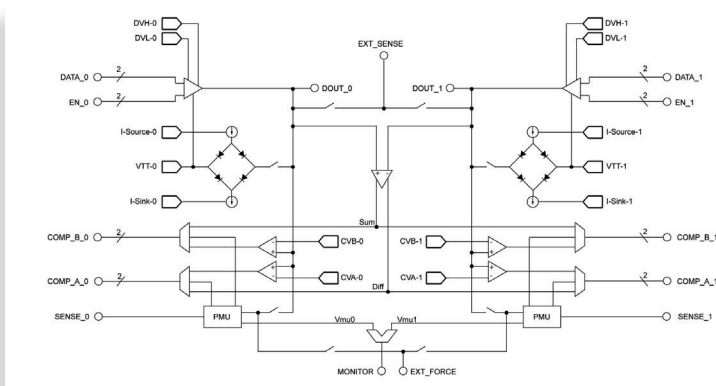 DVH-0
DVH-1
DVL-0
DVL-1
EXT_SENSE
DATA_0
2
2
DATA_1
DOUT_0
DOUT_1
EN_0
2
2
EN_1
I-Source-0
I-Source-1
VTT-0
VTT-1
+ -
I-Sink-0
I-Sink-1
Sum
COMP_B_0
2
-
+
CVB-0
CVB-1
-
+
2
COMP_B_1
COMP_A_0
2
+
-
CVA-0
CVA-1
+
-
2
COMP_A_1
Diff
SENSE_0
PMU
Vmu0
Vmu1
PMU
SENSE_1
MONITOR
EXT_FORCE